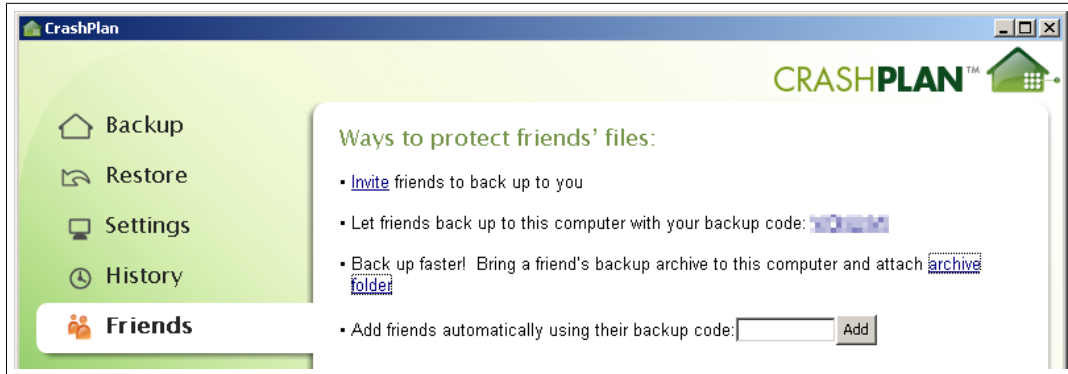 CrashPlan
CRASHPLAN™
Backup
Restore
Settings
History
Friends
Ways to protect friends' files:
▪ Invite friends to back up to you
▪ Let friends back up to this computer with your backup code:
▪ Back up faster! Bring a friend's backup archive to this computer and attach archive
folder
▪ Add friends automatically using their backup code: Add